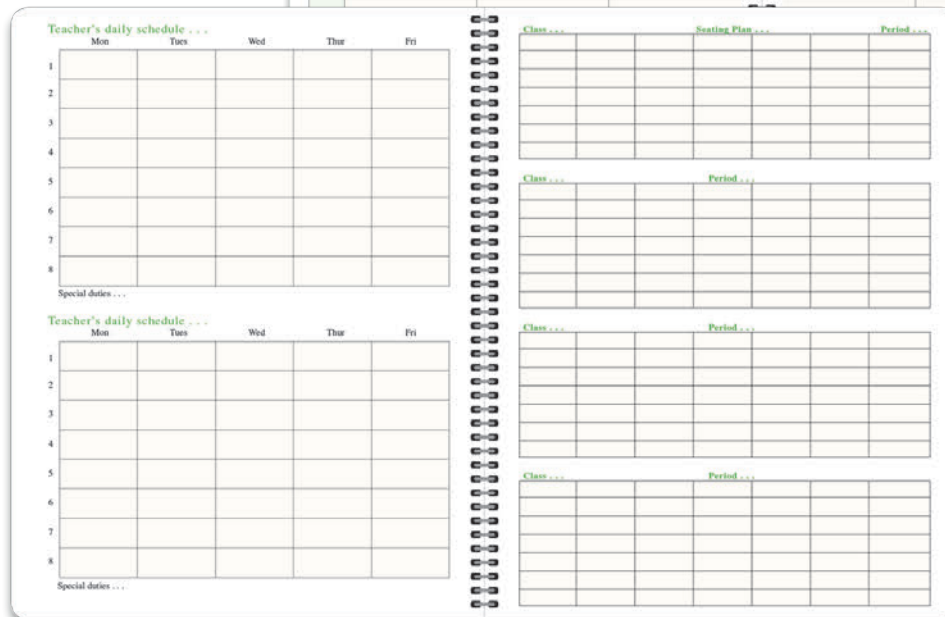 Teacher's daily schedule . . .
Mon Tues Wed Thur Fri
1
2
3
4
5
6
7
8
Special duties . . .
Teacher's daily schedule . . .
Mon Tues Wed Thur Fri
1
2
3
4
5
6
7
8
Special duties . . .
Class . . . Seating Plan . . . Period . . .
Class . . . Period . . .
Class . . . Period . . .
Class . . . Period . . .